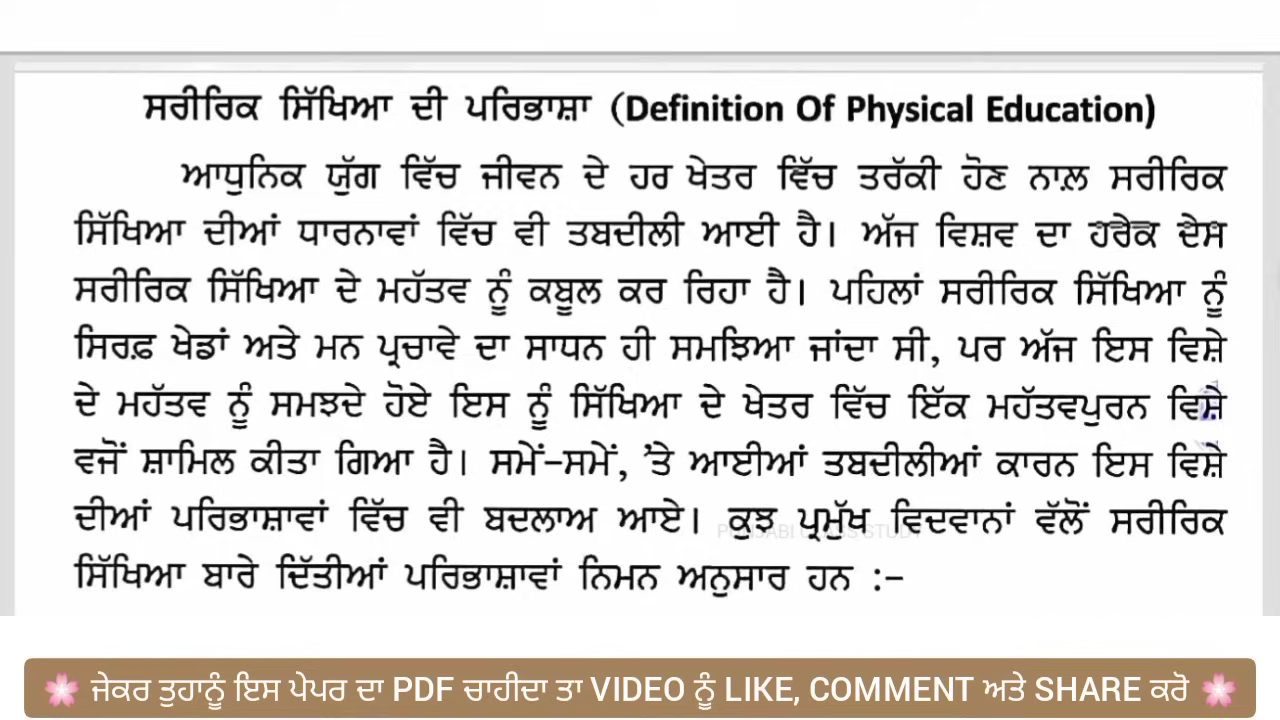 ਸਰੀਰਿਕ ਸਿੱਖਿਆ ਦੀ ਪਰਿਭਾਸ਼ਾ (Definition Of Physical Education)
ਆਧੁਨਿਕ ਯੁੱਗ ਵਿੱਚ ਜੀਵਨ ਦੇ ਹਰ ਖੇਤਰ ਵਿੱਚ ਤਰੱਕੀ ਹੋਣ ਨਾਲ਼ ਸਰੀਰਿਕ
ਸਿੱਖਿਆ ਦੀਆਂ ਧਾਰਨਾਵਾਂ ਵਿੱਚ ਵੀ ਤਬਦੀਲੀ ਆਈ ਹੈ। ਅੱਜ ਵਿਸ਼ਵ ਦਾ ਹਰੇਕ ਦੇਸ
ਸਰੀਰਿਕ ਸਿੱਖਿਆ ਦੇ ਮਹੱਤਵ ਨੂੰ ਕਬੂਲ ਕਰ ਰਿਹਾ ਹੈ। ਪਹਿਲਾਂ ਸਰੀਰਿਕ ਸਿੱਖਿਆ ਨੂੰ
ਸਿਰਫ਼ ਖੇਡਾਂ ਅਤੇ ਮਨ ਪ੍ਰਚਾਵੇ ਦਾ ਸਾਧਨ ਹੀ ਸਮਝਿਆ ਜਾਂਦਾ ਸੀ, ਪਰ ਅੱਜ ਇਸ ਵਿਸ਼ੇ
ਦੇ ਮਹੱਤਵ ਨੂੰ ਸਮਝਦੇ ਹੋਏ ਇਸ ਨੂੰ ਸਿੱਖਿਆ ਦੇ ਖੇਤਰ ਵਿੱਚ ਇੱਕ ਮਹੱਤਵਪੁਰਨ ਵਿਸ਼ੇ
ਵਜੋਂ ਸ਼ਾਮਿਲ ਕੀਤਾ ਗਿਆ ਹੈ। ਸਮੇਂ-ਸਮੇਂ, ’ਤੇ ਆਈਆਂ ਤਬਦੀਲੀਆਂ ਕਾਰਨ ਇਸ ਵਿਸ਼ੇ
ਦੀਆਂ ਪਰਿਭਾਸ਼ਾਵਾਂ ਵਿੱਚ ਵੀ ਬਦਲਾਅ ਆਏ। ਕੁਝ ਪ੍ਰਮੁੱਖ ਵਿਦਵਾਨਾਂ ਵੱਲੋਂ ਸਰੀਰਿਕ
PUNJABI CLASS STUDY
ਸਿੱਖਿਆ ਬਾਰੇ ਦਿੱਤੀਆਂ ਪਰਿਭਾਸ਼ਾਵਾਂ ਨਿਮਨ ਅਨੁਸਾਰ ਹਨ :-
🌸 ਜੇਕਰ ਤੁਹਾਨੂੰ ਇਸ ਪੇਪਰ ਦਾ PDF ਚਾਹੀਦਾ ਤਾ VIDEO ਨੂੰ LIKE, COMMENT ਅਤੇ SHARE ਕਰੋ 🌸